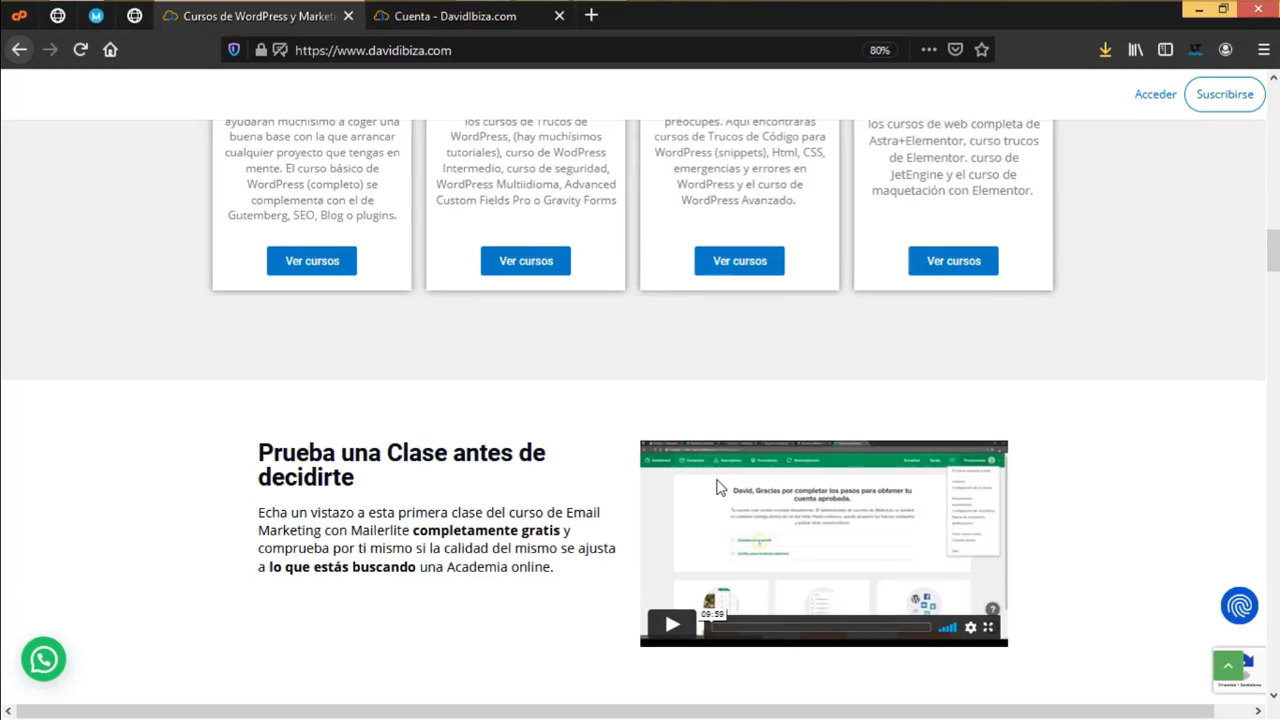 Cursos de WordPress y Marketi
Cuenta - DavidIbiza.com
https://www.davidibiza.com
80%
Acceder
Suscribirse
ayudarán muchísimo a coger una
buena base con la que arrancar
cualquier proyecto que tengas en
mente. El curso básico de
WordPress (completo) se
complementa con el de
Gutemberg, SEO, Blog o plugins.
Ver cursos
los cursos de Trucos de
WordPress, (hay muchísimos
tutoriales), curso de WodPress
Intermedio, curso de seguridad,
WordPress Multiidioma, Advanced
Custom Fields Pro o Gravity Forms
Ver cursos
preocupes. Aquí encontrarás
cursos de Trucos de Código para
WordPress (snippets), Html, CSS,
emergencias y errores en
WordPress y el curso de
WordPress Avanzado.
Ver cursos
los cursos de web completa de
Astra+Elementor, curso trucos
de Elementor. curso de
JetEngine y el curso de
maquetación con Elementor.
Ver cursos
Prueba una Clase antes de
decidirte
Echa un vistazo a esta primera clase del curso de Email
Marketing con Mailerlite completamente gratis y
comprueba por ti mismo si la calidad del mismo se ajusta
a lo que estás buscando una Academia online.
David, Gracias por completar los pasos para obtener tu
cuenta aprobada.
09:59